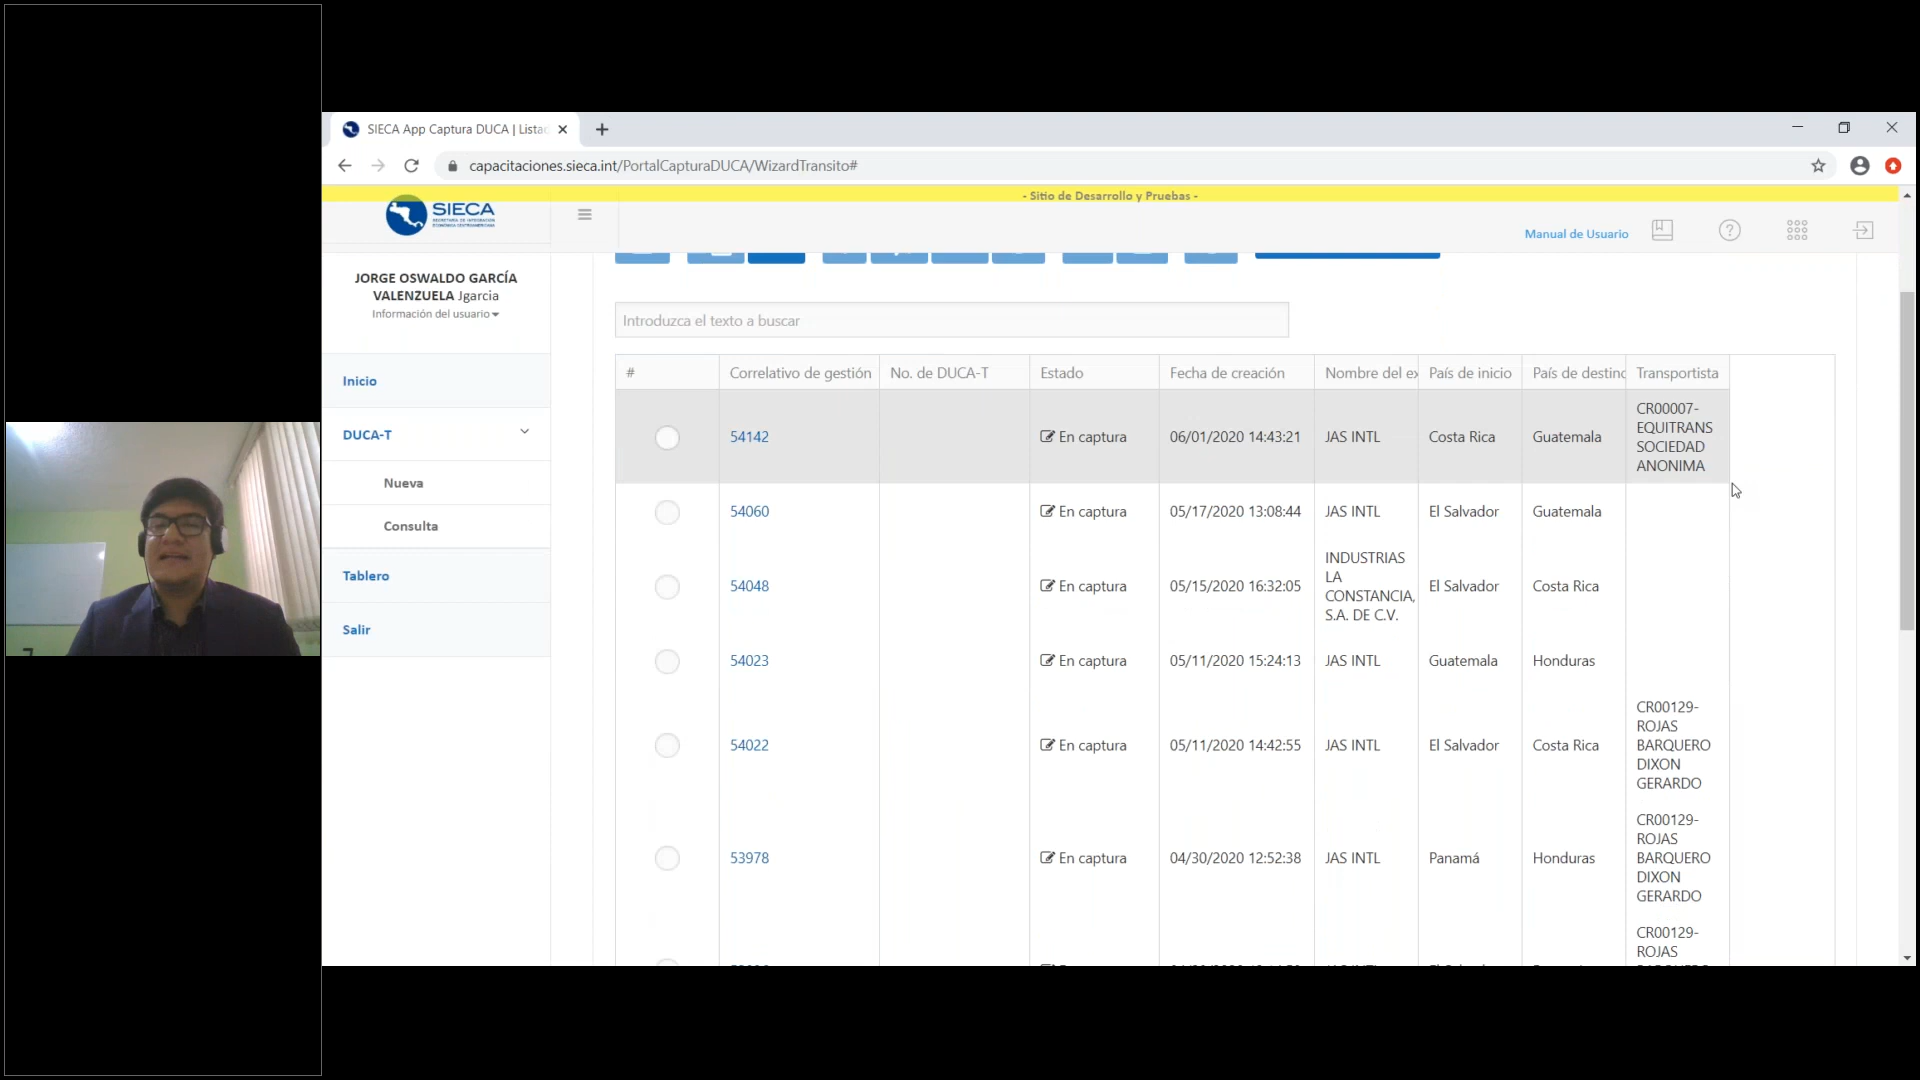 SIECA App Captura DUCA | Lista
capacitaciones.sieca.int/PortalCapturaDUCA/WizardTransito#
- Sitio de Desarrollo y Pruebas -
SIECA
Manual de Usuario
JORGE OSWALDO GARCÍA
VALENZUELA Jgarcia
Información del usuario
Inicio
DUCA-T
Nueva
Consulta
Tablero
Salir
Introduzca el texto a buscar
# Correlativo de gestión No. de DUCA-T Estado Fecha de creación Nombre del ex País de inicio País de destino Transportista
54142 En captura 06/01/2020 14:43:21 JAS INTL Costa Rica Guatemala CR00007-
EQUITRANS
SOCIEDAD
ANONIMA
54060 En captura 05/17/2020 13:08:44 JAS INTL El Salvador Guatemala
54048 En captura 05/15/2020 16:32:05 INDUSTRIAS
LA
CONSTANCIA,
S.A. DE C.V.
El Salvador Costa Rica
54023 En captura 05/11/2020 15:24:13 JAS INTL Guatemala Honduras
54022 En captura 05/11/2020 14:42:55 JAS INTL El Salvador Costa Rica CR00129-
ROJAS
BARQUERO
DIXON
GERARDO
53978 En captura 04/30/2020 12:52:38 JAS INTL Panamá Honduras CR00129-
ROJAS
BARQUERO
DIXON
GERARDO
CR00129-
ROJAS